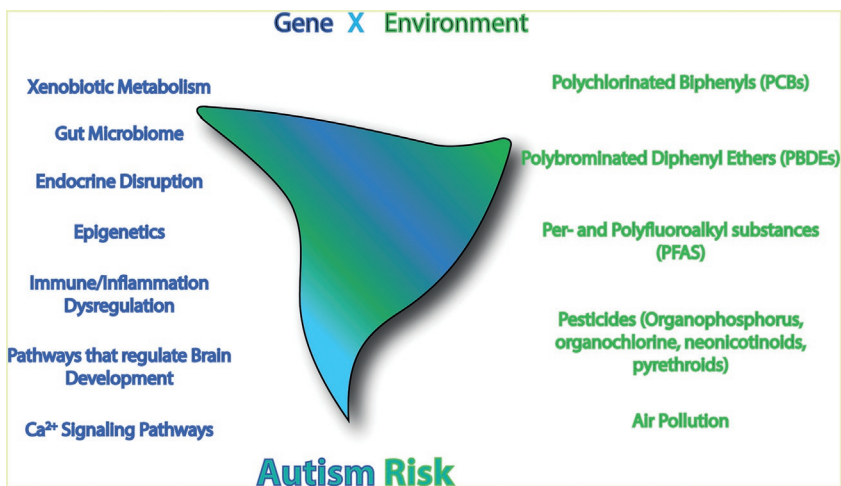 Gene X Environment
Xenobiotic Metabolism
Gut Microbiome
Endocrine Disruption
Epigenetics
Immune/Inflammation
Dysregulation
Pathways that regulate Brain
Development
Ca²⁺ Signaling Pathways
Polychlorinated Biphenyls (PCBs)
Polybrominated Diphenyl Ethers (PBDEs)
Per- and Polyfluoroalkyl substances
(PFAS)
Pesticides (Organophosphorus,
organochlorine, neonicotinoids,
pyrethroids)
Air Pollution
Autism Risk